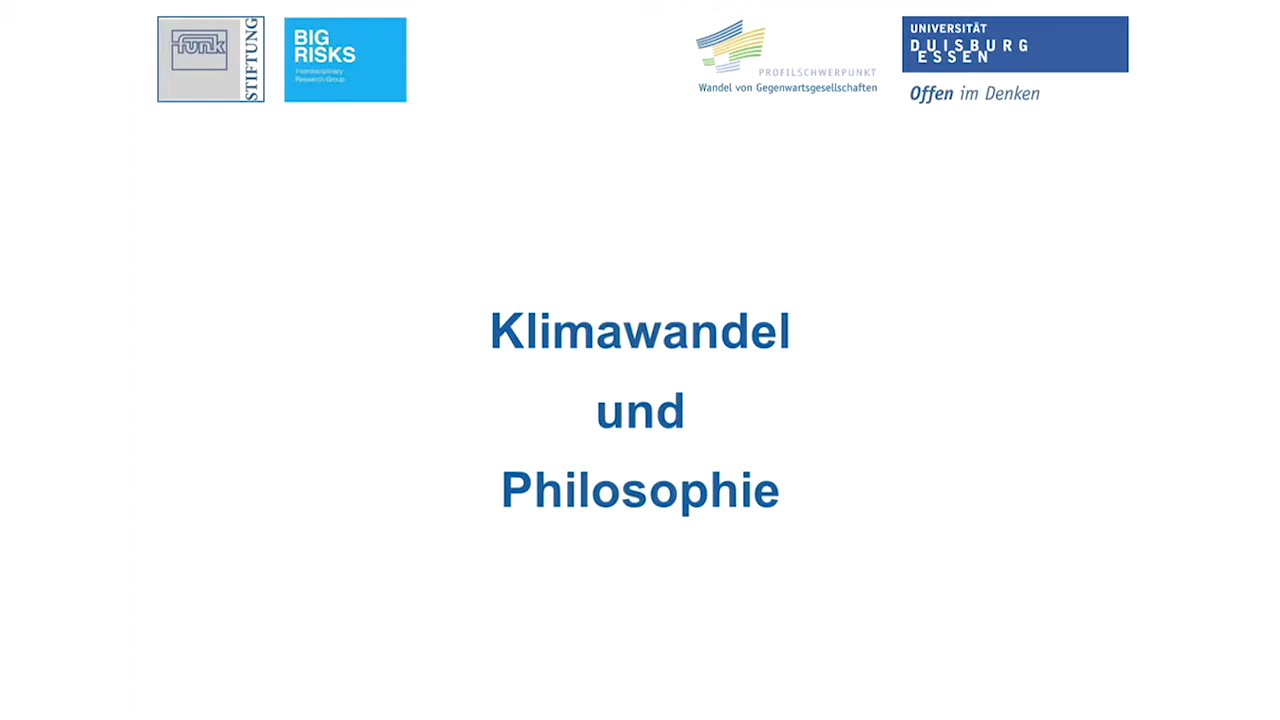 funk
STIFTUNG
BIG
RISKS
Interdisciplinary
Research Group
PROFILSCHWERPUNKT
Wandel von Gegenwartsgesellschaften
UNIVERSITÄT
DUISBURG
ESSEN
Offen im Denken
Klimawandel
und
Philosophie